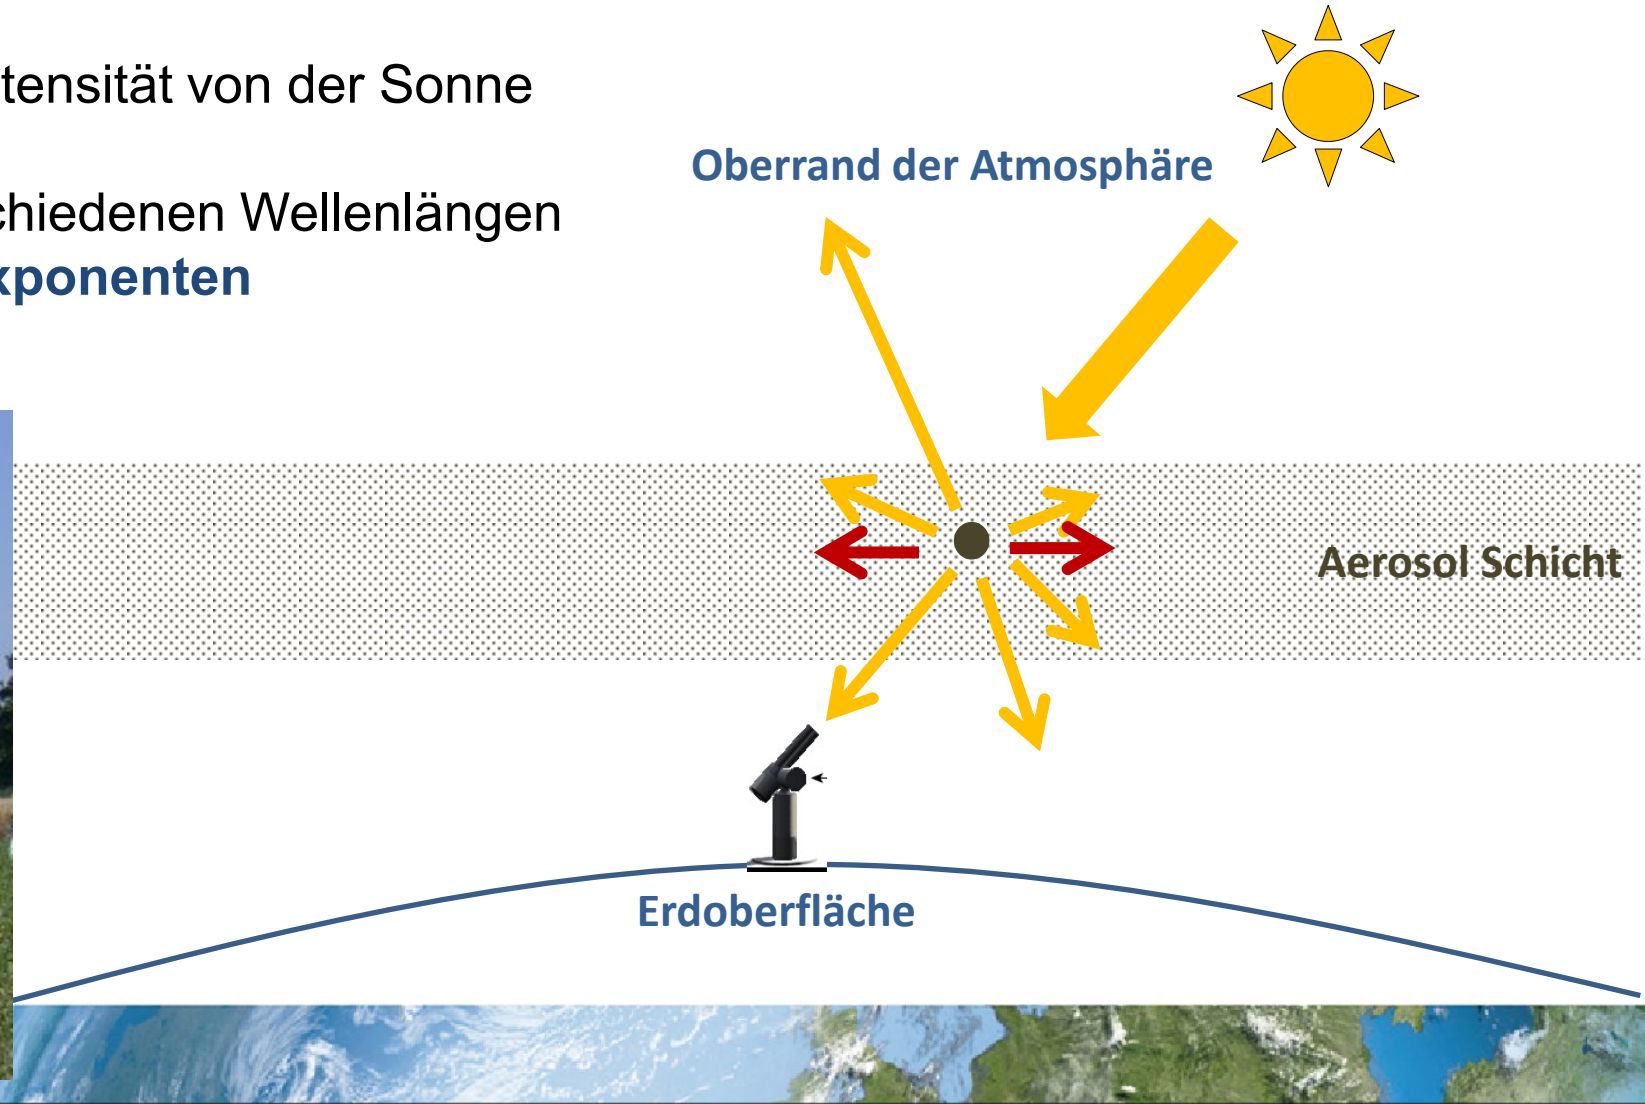 tensität von der Sonne
chiedenen Wellenlängen
xponenten
Oberrand der Atmosphäre
Aerosol Schicht
Erdoberfläche